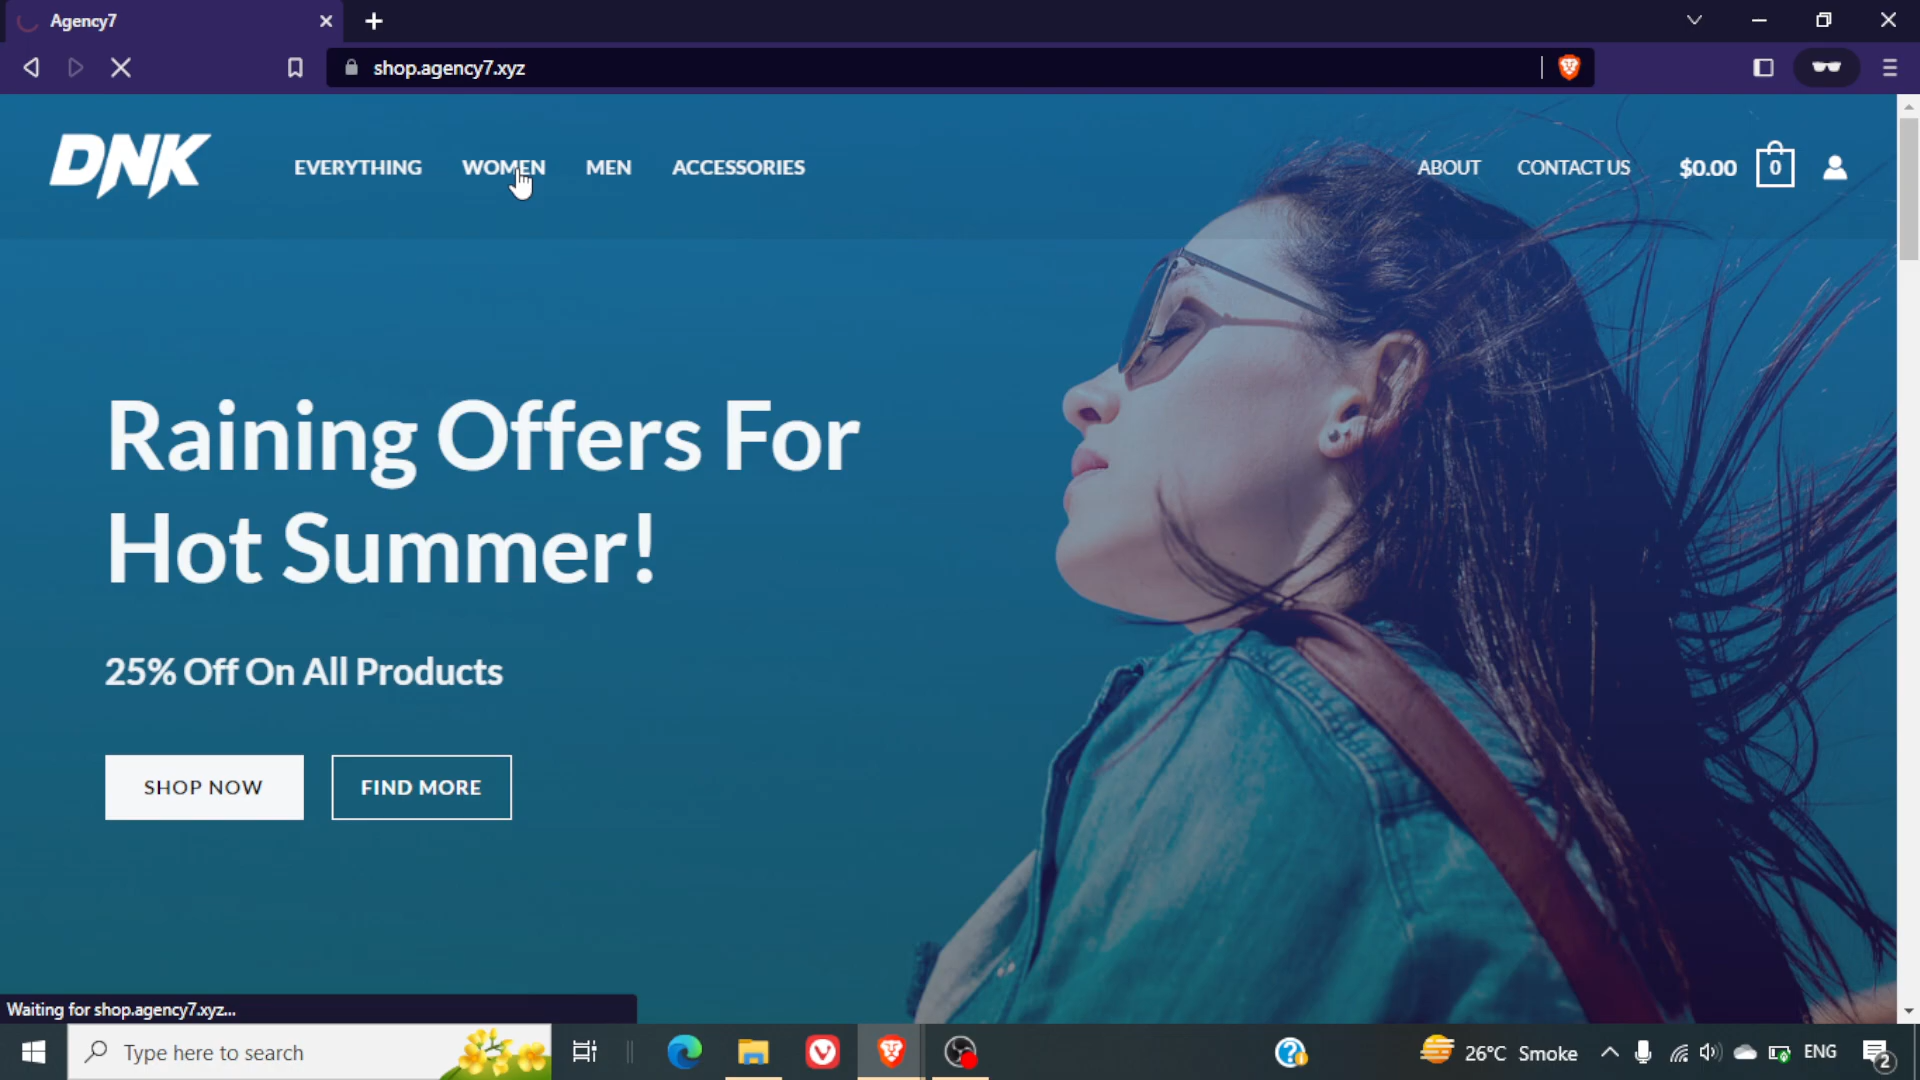 Agency7
shop.agency7.xyz
DNK
EVERYTHING WOMEN MEN ACCESSORIES ABOUT CONTACT US $0.00 0
Raining Offers For
Hot Summer!
25% Off On All Products
SHOP NOW FIND MORE
Waiting for shop.agency7.xyz...
Type here to search 26°C Smoke ENG 2